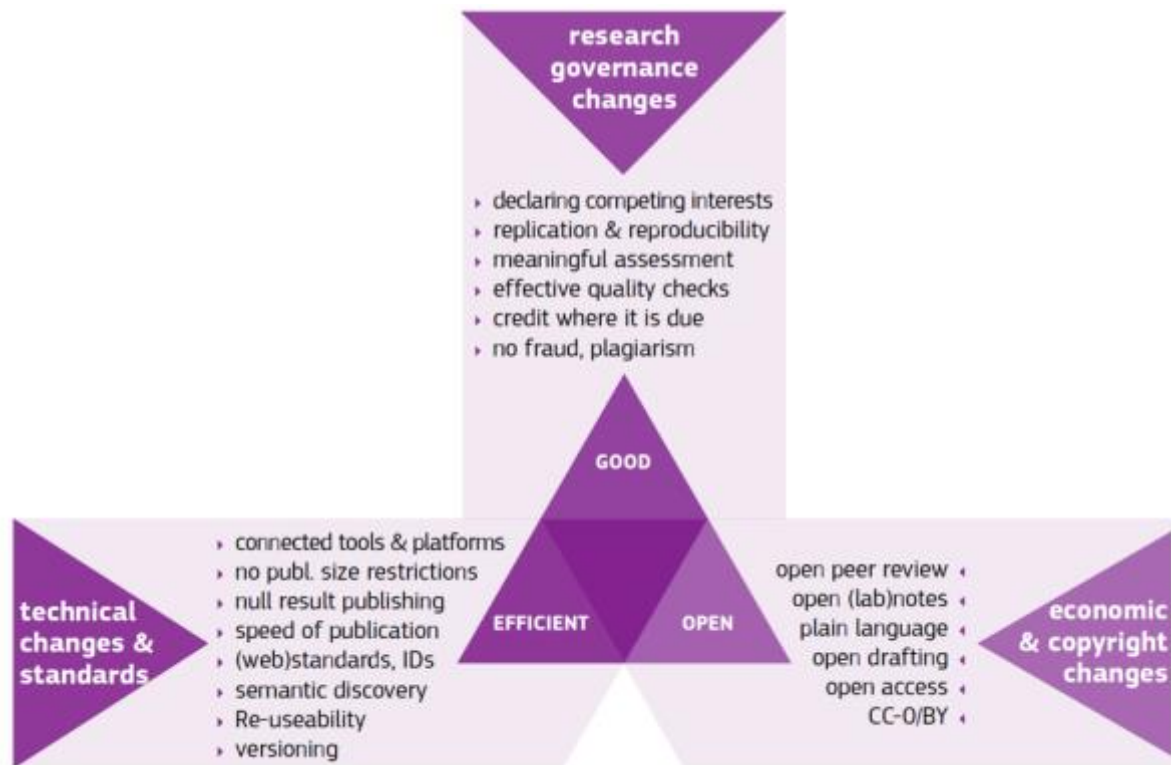 research
governance
changes
declaring competing interests
replication & reproducibility
meaningful assessment
effective quality checks
credit where it is due
no fraud, plagiarism
GOOD
EFFICIENT
OPEN
technical
changes &
standards
connected tools & platforms
no publ. size restrictions
null result publishing
speed of publication
(web)standards, IDs
semantic discovery
Re-useability
versioning
open peer review
open (lab)notes
plain language
open drafting
open access
CC-0/BY
economic
& copyright
changes